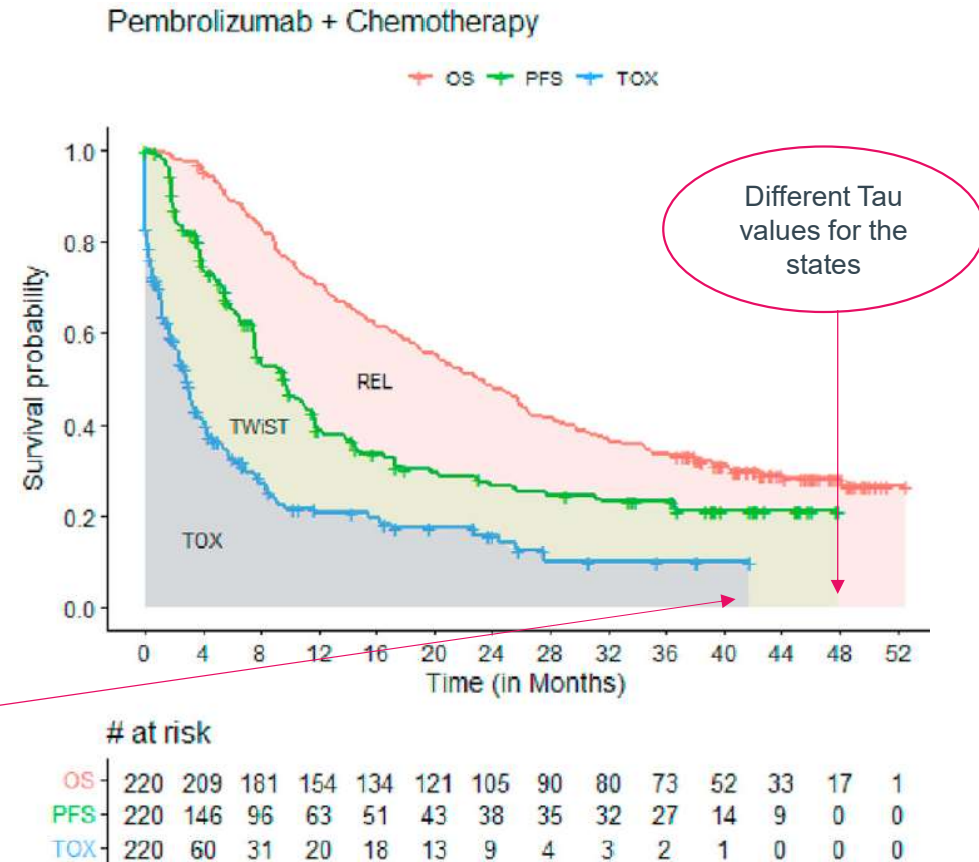 Pembrolizumab + Chemotherapy
OS PFS TOX
Different Tau
values for the
states
Survival probability
1.0
0.8
0.6
0.4
0.2
0.0
REL
TWiST
TOX
0 4 8 12 16 20 24 28 32 36 40 44 48 52
Time (in Months)
# at risk
OS 220 209 181 154 134 121 105 90 80 73 52 33 17 1
PFS 220 146 96 63 51 43 38 35 32 27 14 9 0 0
TOX 220 60 31 20 18 13 9 4 3 2 1 0 0 0